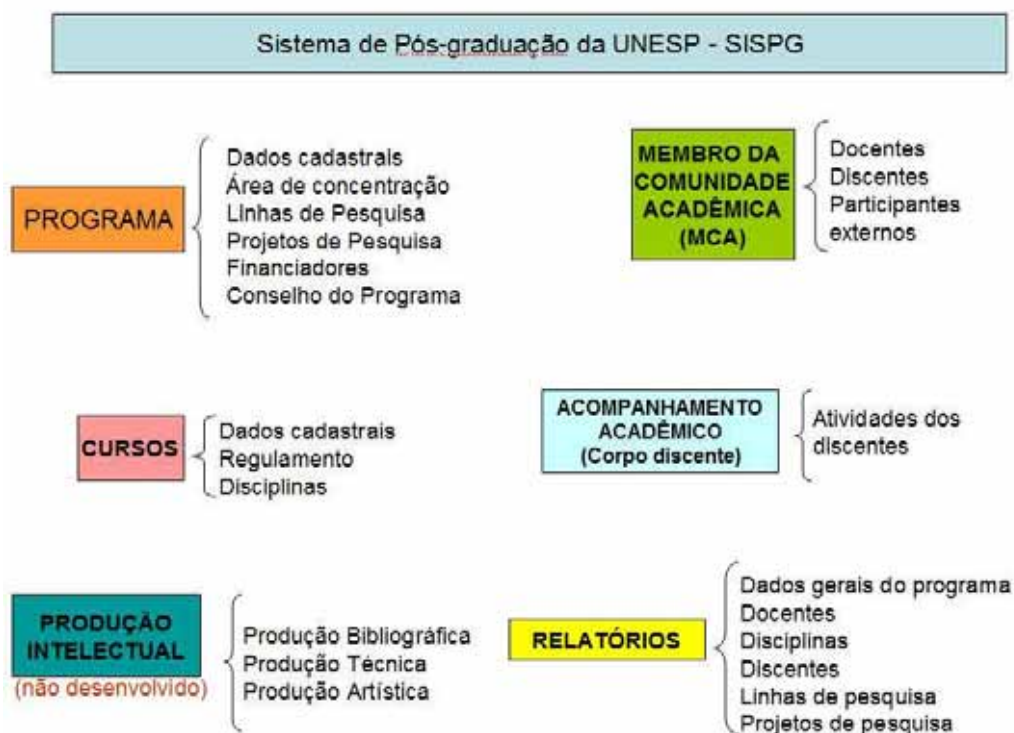 Sistema de Pós-graduação da UNESP - SISPG
PROGRAMA
Dados cadastrais
Área de concentração
Linhas de Pesquisa
Projetos de Pesquisa
Financiadores
Conselho do Programa
MEMBRO DA
COMUNIDADE
ACADÊMICA
(MCA)
Docentes
Discentes
Participantes
externos
CURSOS
Dados cadastrais
Regulamento
Disciplinas
ACOMPANHAMENTO
ACADÊMICO
(Corpo discente)
Atividades dos
discentes
PRODUÇÃO
INTELECTUAL
(não desenvolvido)
Produção Bibliográfica
Produção Técnica
Produção Artística
RELATÓRIOS
Dados gerais do programa
Docentes
Disciplinas
Discentes
Linhas de pesquisa
Projetos de pesquisa